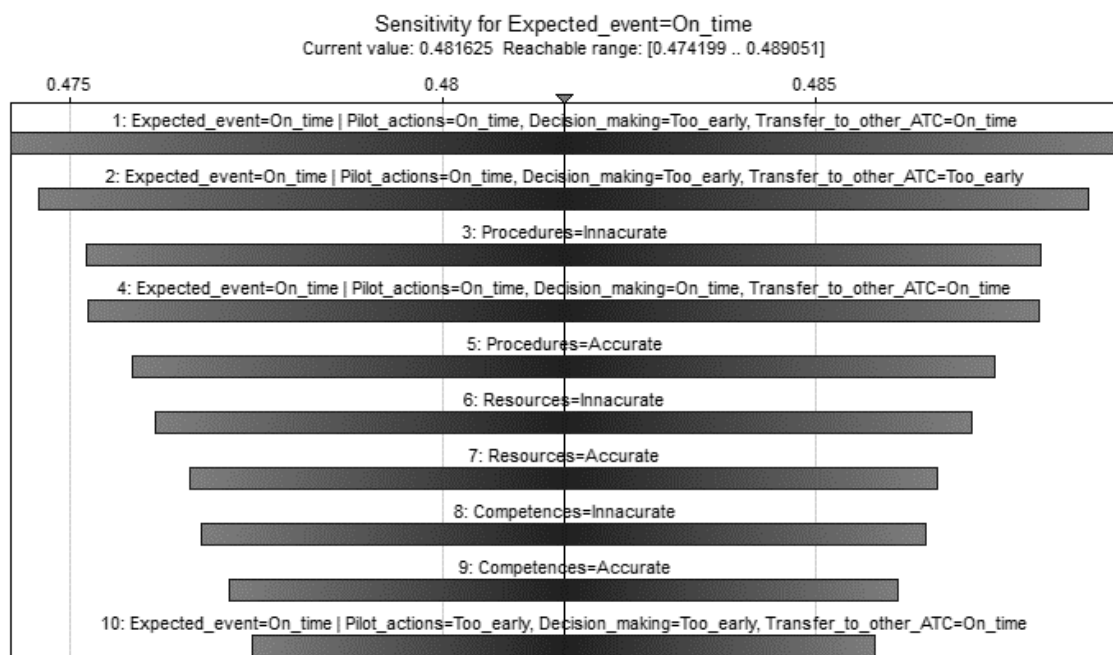 Sensitivity for Expected_event=On_time
Current value: 0.481625 Reachable range: [0.474199 .. 0.489051]
0.475 0.48 0.485
1: Expected_event=On_time | Pilot_actions=On_time, Decision_making=Too_early, Transfer_to_other_ATC=On_time
2: Expected_event=On_time | Pilot_actions=On_time, Decision_making=Too_early, Transfer_to_other_ATC=Too_early
3: Procedures=Innacurate
4: Expected_event=On_time | Pilot_actions=On_time, Decision_making=On_time, Transfer_to_other_ATC=On_time
5: Procedures=Accurate
6: Resources=Innacurate
7: Resources=Accurate
8: Competences=Innacurate
9: Competences=Accurate
10: Expected_event=On_time | Pilot_actions=Too_early, Decision_making=Too_early, Transfer_to_other_ATC=On_time